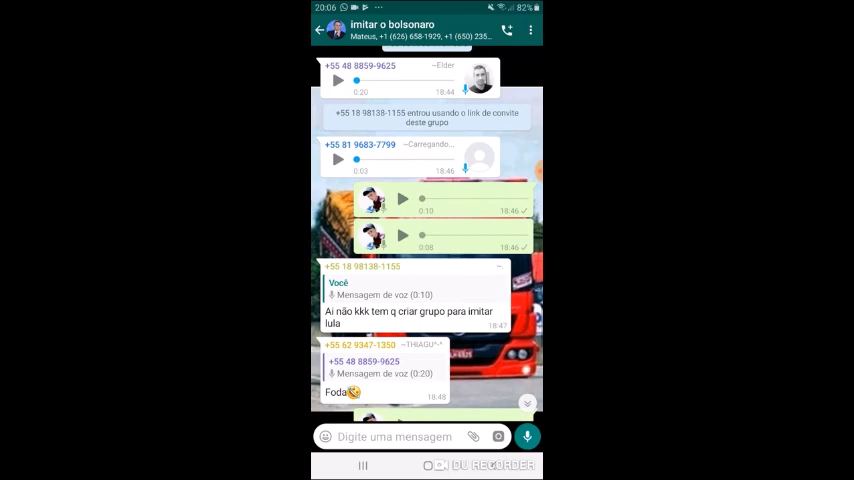 20:06
82%
imitar o bolsonaro
Mateus, +1 (626) 658-1929, +1 (650) 235...
+55 48 8859-9625 ~Elder
0:20 18:44
+55 18 98138-1155 entrou usando o link de convite
deste grupo
+55 81 9683-7799 ~Carregando...
0:03 18:46
0:10 18:46
0:08 18:46
+55 18 98138-1155 ~
Você
Mensagem de voz (0:10)
Ai não kkk tem q criar grupo para imitar
lula
18:47
+55 62 9347-1350 ~THIAGU^-^
+55 48 8859-9625
Mensagem de voz (0:20)
Foda
18:48
Digite uma mensagem
DU RECORDER